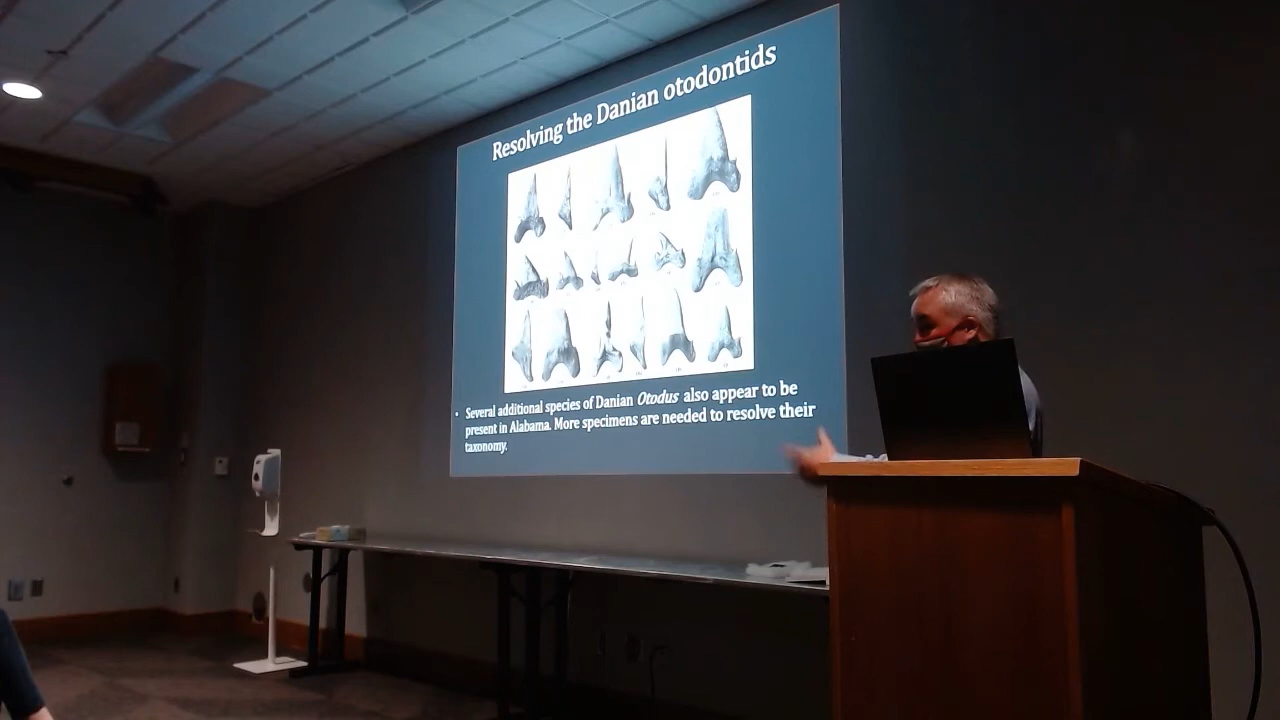 Resolving the Danian otodontids
• Several additional species of Danian Otodus also appear to be
present in Alabama. More specimens are needed to resolve their
taxonomy.